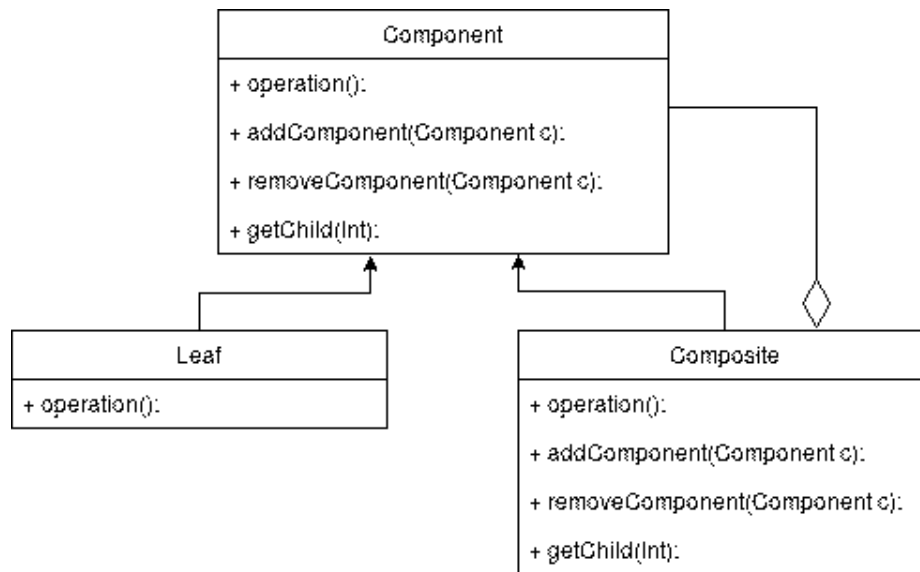 Component
+ operation():
+ addComponent(Component c):
+ removeComponent(Component c):
+ getChild(Int):
Leaf
+ operation():
Composite
+ operation():
+ addComponent(Component c):
+ removeComponent(Component c):
+ getChild(Int):